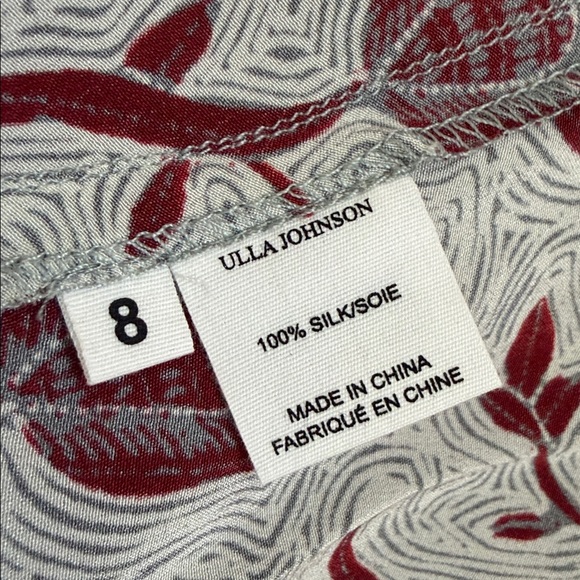 8
ULLA JOHNSON
100% SILK/SOIE
MADE IN CHINA
FABRIQUÉ EN CHINE